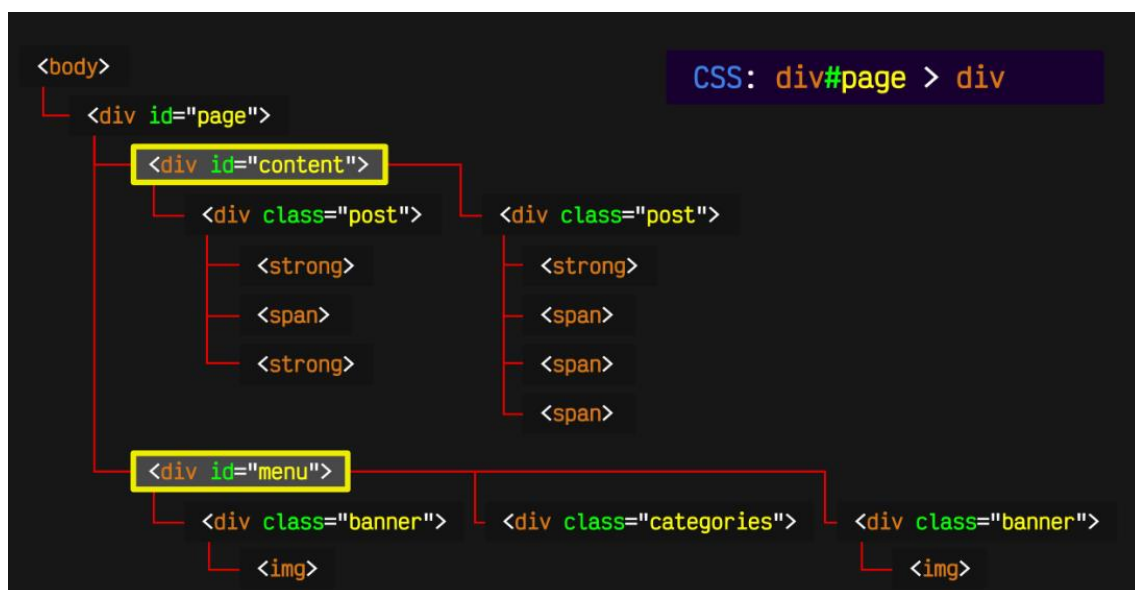 <body>
CSS: div#page > div
<div id="page">
<div id="content">
<div class="post"> <div class="post">
<strong> <strong>
<span> <span>
<strong> <span>
<span>
<div id="menu">
<div class="banner"> <div class="categories"> <div class="banner">
<img> <img>